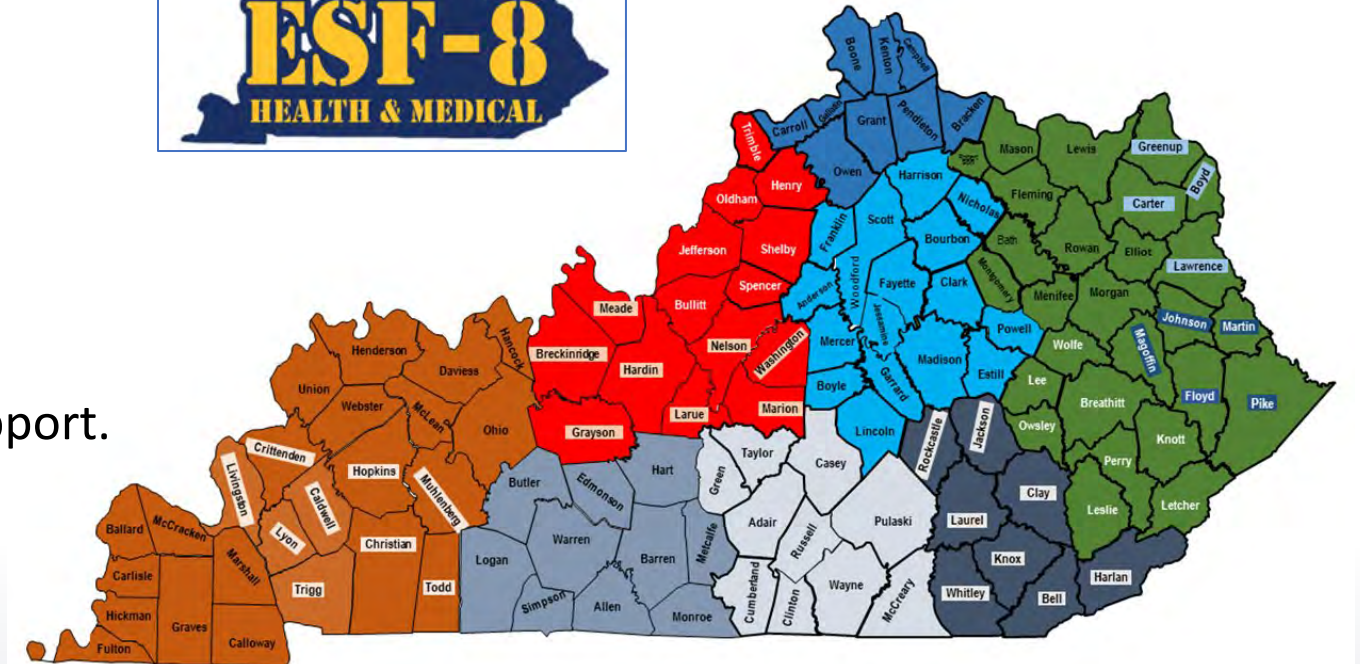 ESF-8
HEALTH & MEDICAL
port.
Boone
Kenton
Campbell
Carroll
Gallatin
Grant
Pendleton
Bracken
Owen
Trimble
Henry
Oldham
Jefferson
Shelby
Spencer
Bullitt
Meade
Breckinridge
Hardin
Nelson
Washington
Larue
Marion
Grayson
Harrison
Nicholas
Scott
Franklin
Bourbon
Woodford
Fayette
Clark
Anderson
Jessamine
Mercer
Madison
Powell
Estill
Boyle
Garrard
Lincoln
Mason
Lewis
Greenup
Boyd
Fleming
Carter
Bath
Rowan
Elliot
Lawrence
Montgomery
Menifee
Morgan
Johnson
Martin
Wolfe
Magoffin
Floyd
Pike
Lee
Breathitt
Owsley
Knott
Perry
Leslie
Letcher
Henderson
Hancock
Daviess
Union
Webster
McLean
Ohio
Crittenden
Livingston
Hopkins
Caldwell
Muhlenberg
Lyon
Christian
Trigg
Todd
Ballard
McCracken
Carlisle
Marshall
Hickman
Graves
Calloway
Fulton
Butler
Edmonson
Hart
Logan
Warren
Barren
Metcalfe
Simpson
Allen
Monroe
Green
Taylor
Casey
Adair
Russell
Pulaski
Cumberland
Clinton
Wayne
McCreary
Rockcastle
Jackson
Clay
Laurel
Knox
Whitley
Bell
Harlan